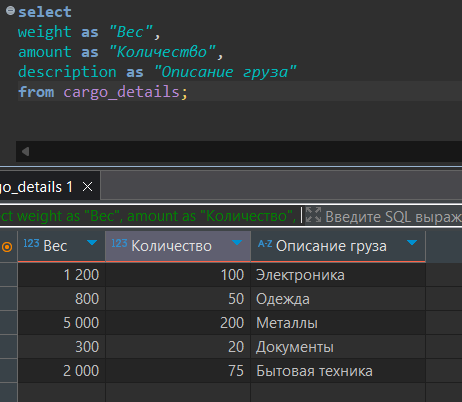 select
weight as "Вес",
amount as "Количество",
description as "Описание груза"
from cargo_details;
go_details 1
ct weight as "Вес", amount as "Количество", Введите SQL выраж
123 Вес 123 Количество A-Z Описание груза
1 200 100 Электроника
800 50 Одежда
5 000 200 Металлы
300 20 Документы
2 000 75 Бытовая техника